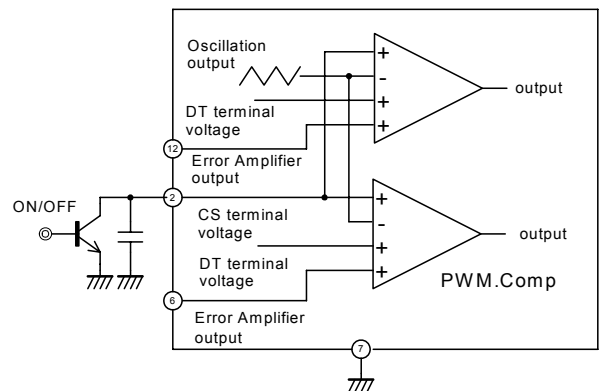 Oscillation
output
+
-
+
+
output
DT terminal
voltage
12
Error Amplifier
output
ON/OFF
2
CS terminal
voltage
+
-
+
+
output
DT terminal
voltage
PWM.Comp
6
Error Amplifier
output
7